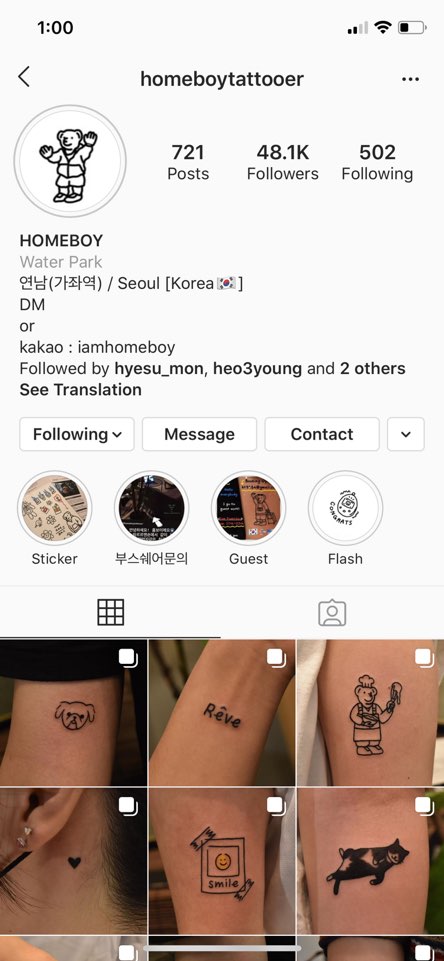 1:00
homeboytattooer
721
Posts
48.1K
Followers
502
Following
HOMEBOY
Water Park
연남(가좌역) / Seoul [Korea🇰🇷]
DM
or
kakao : iamhomeboy
Followed by hyesu_mon, heo3young and 2 others
See Translation
Following
Message
Contact
Sticker
부스쉐어문의
Guest
CONGRATS
Flash
Rêve
smile